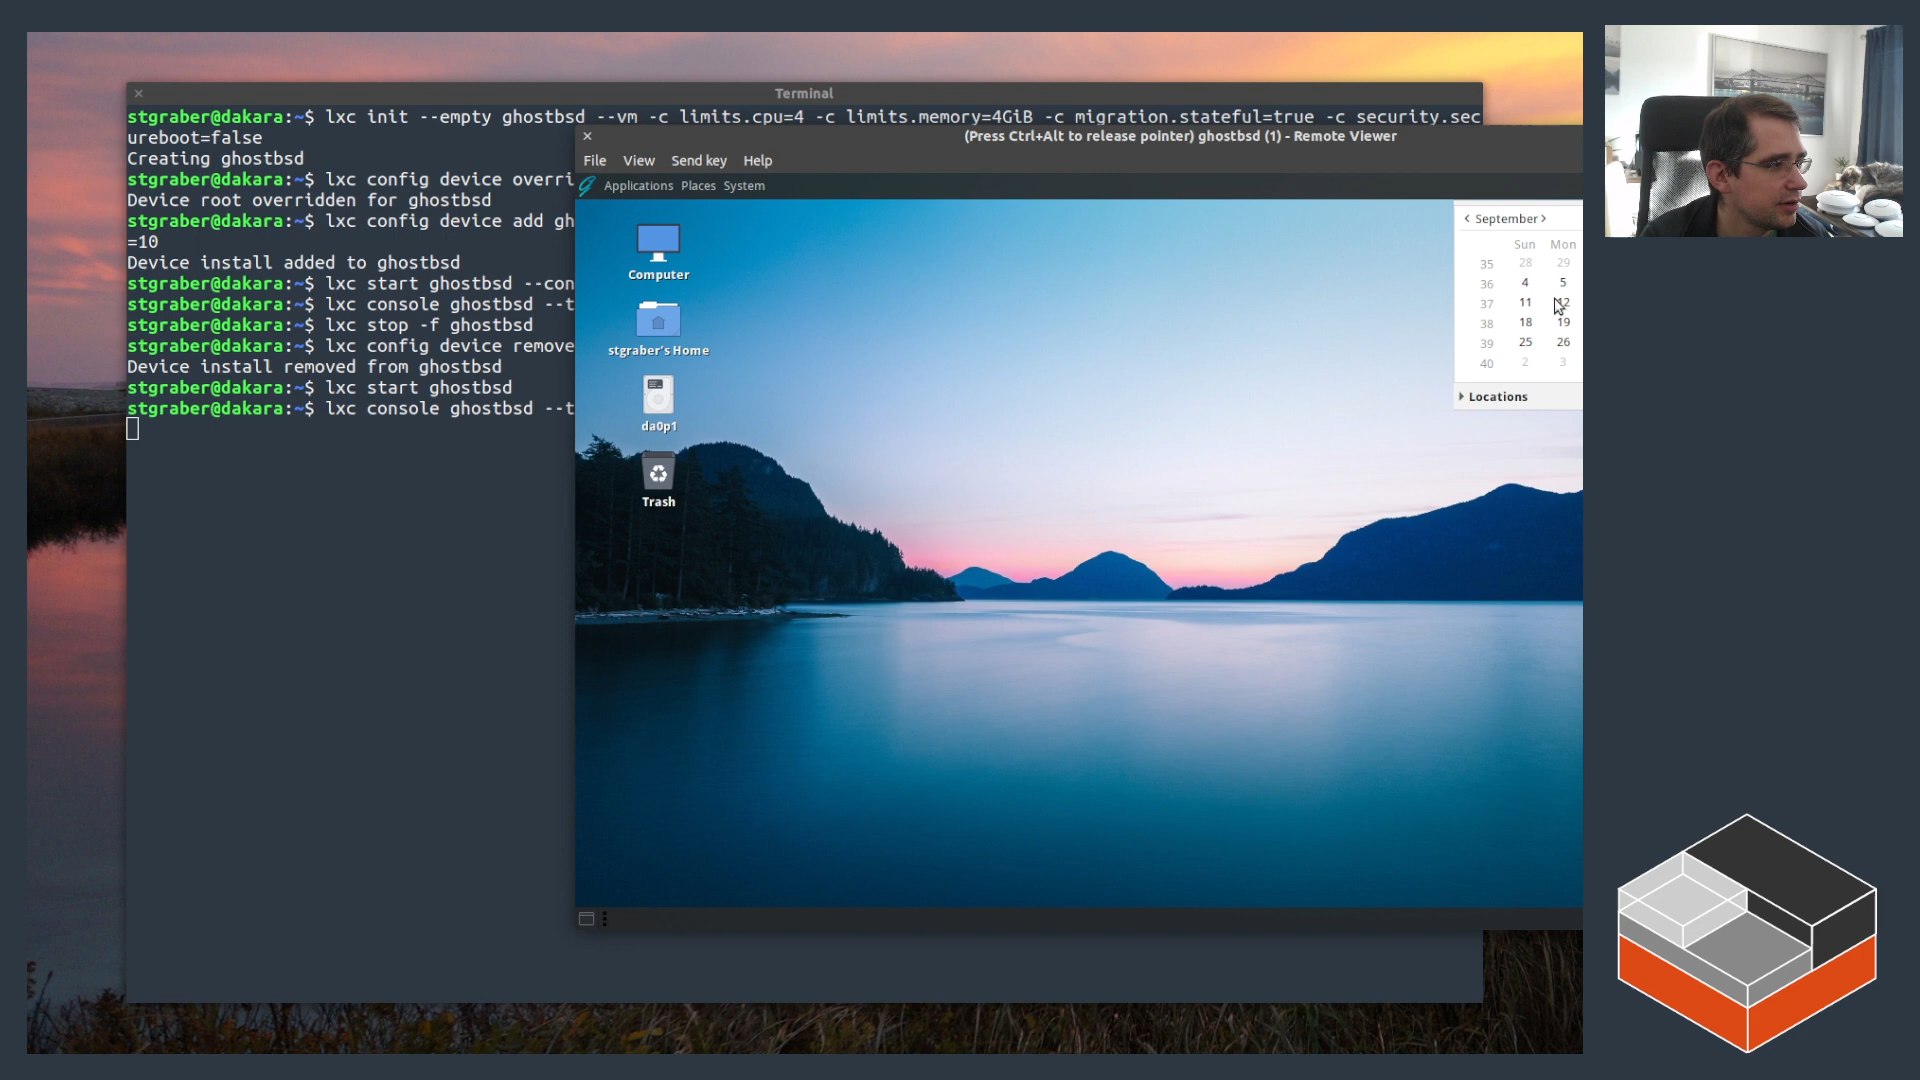 Terminal
stgraber@dakara:~$ lxc init --empty ghostbsd --vm -c limits.cpu=4 -c limits.memory=4GiB -c migration.stateful=true -c security.sec
ureboot=false
Creating ghostbsd
stgraber@dakara:~$ lxc config device overri
Device root overridden for ghostbsd
stgraber@dakara:~$ lxc config device add gh
=10
Device install added to ghostbsd
stgraber@dakara:~$ lxc start ghostbsd --con
stgraber@dakara:~$ lxc console ghostbsd --t
stgraber@dakara:~$ lxc stop -f ghostbsd
stgraber@dakara:~$ lxc config device remove
Device install removed from ghostbsd
stgraber@dakara:~$ lxc start ghostbsd
stgraber@dakara:~$ lxc console ghostbsd --t
(Press Ctrl+Alt to release pointer) ghostbsd (1) - Remote Viewer
File View Send key Help
Applications Places System
Computer
stgraber's Home
da0p1
Trash
September
Sun Mon
35 28 29
36 4 5
37 11 12
38 18 19
39 25 26
40 2 3
Locations